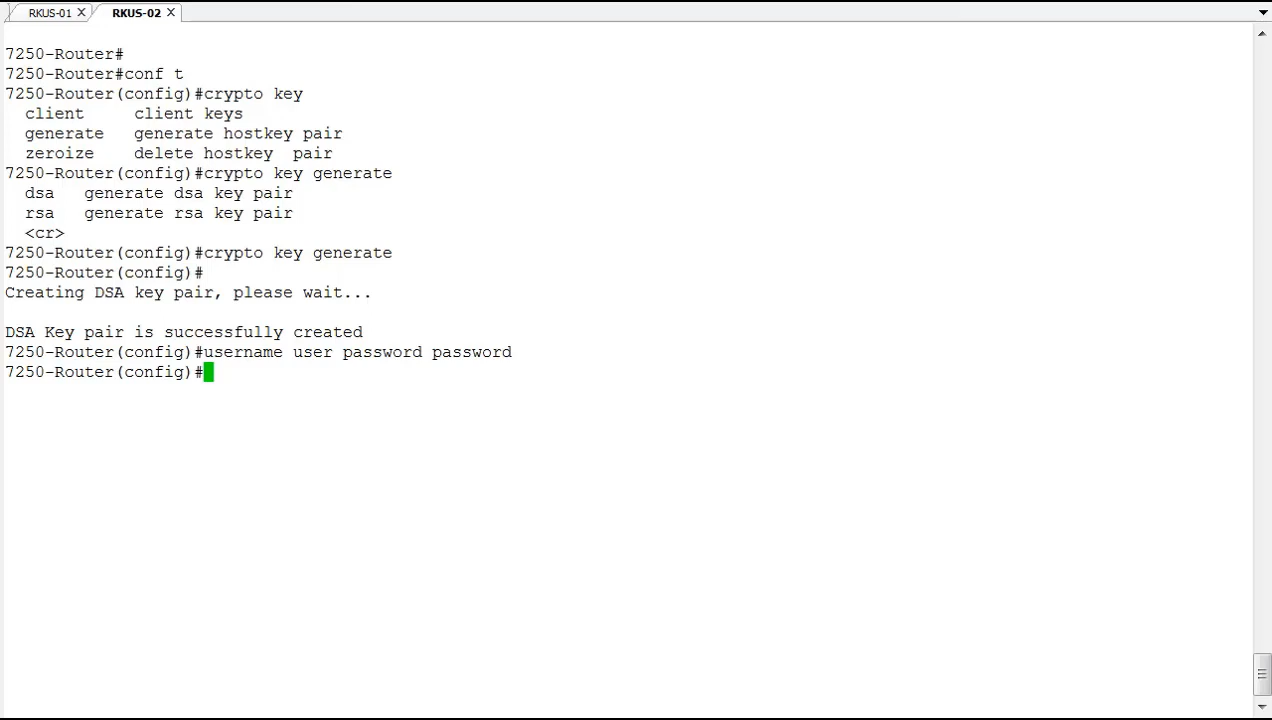 RKUS-01 X RKUS-02 X
7250-Router#
7250-Router#conf t
7250-Router(config)#crypto key
client client keys
generate generate hostkey pair
zeroize delete hostkey pair
7250-Router(config)#crypto key generate
dsa generate dsa key pair
rsa generate rsa key pair
<cr>
7250-Router(config)#crypto key generate
7250-Router(config)#
Creating DSA key pair, please wait...
DSA Key pair is successfully created
7250-Router(config)#username user password password
7250-Router(config)#